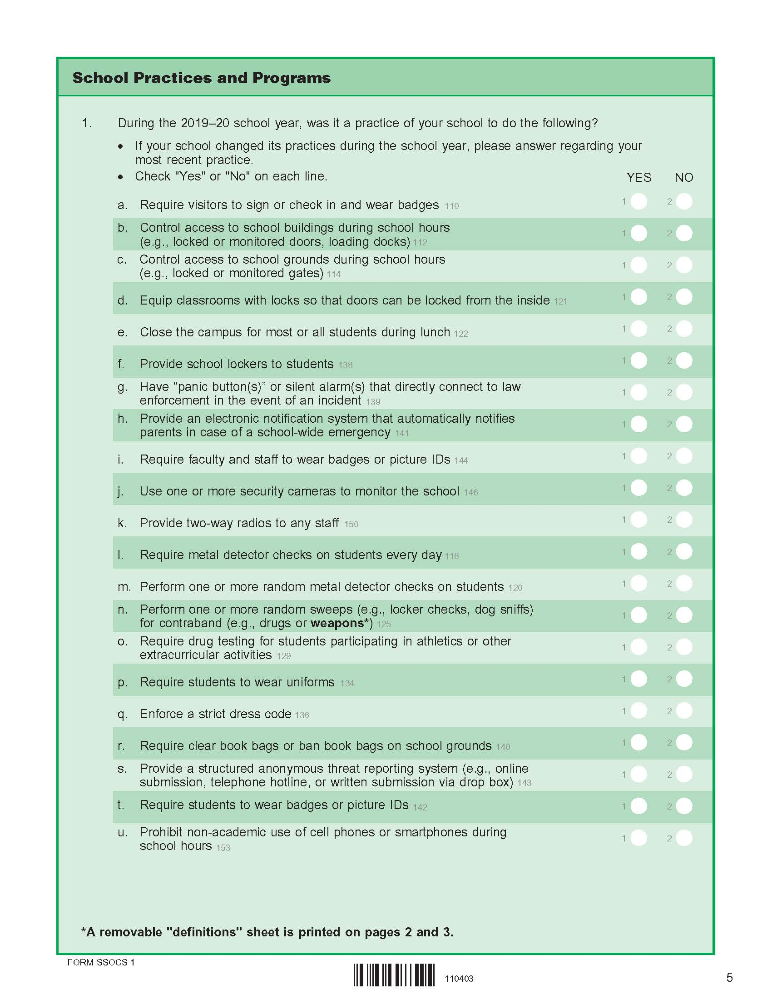 School Practices and Programs
1. During the 2019–20 school year, was it a practice of your school to do the following?
• If your school changed its practices during the school year, please answer regarding your
most recent practice.
• Check "Yes" or "No" on each line.
YES NO
a. Require visitors to sign or check in and wear badges 110 1 2
b. Control access to school buildings during school hours
(e.g., locked or monitored doors, loading docks) 112 1 2
c. Control access to school grounds during school hours
(e.g., locked or monitored gates) 114 1 2
d. Equip classrooms with locks so that doors can be locked from the inside 121 1 2
e. Close the campus for most or all students during lunch 122 1 2
f. Provide school lockers to students 138 1 2
g. Have “panic button(s)” or silent alarm(s) that directly connect to law
enforcement in the event of an incident 139 1 2
h. Provide an electronic notification system that automatically notifies
parents in case of a school-wide emergency 141 1 2
i. Require faculty and staff to wear badges or picture IDs 144 1 2
j. Use one or more security cameras to monitor the school 146 1 2
k. Provide two-way radios to any staff 150 1 2
l. Require metal detector checks on students every day 116 1 2
m. Perform one or more random metal detector checks on students 120 1 2
n. Perform one or more random sweeps (e.g., locker checks, dog sniffs)
for contraband (e.g., drugs or weapons*) 125 1 2
o. Require drug testing for students participating in athletics or other
extracurricular activities 129 1 2
p. Require students to wear uniforms 134 1 2
q. Enforce a strict dress code 136 1 2
r. Require clear book bags or ban book bags on school grounds 140 1 2
s. Provide a structured anonymous threat reporting system (e.g., online
submission, telephone hotline, or written submission via drop box) 143 1 2
t. Require students to wear badges or picture IDs 142 1 2
u. Prohibit non-academic use of cell phones or smartphones during
school hours 153 1 2
*A removable "definitions" sheet is printed on pages 2 and 3.
FORM SSOCS-1
110403
5